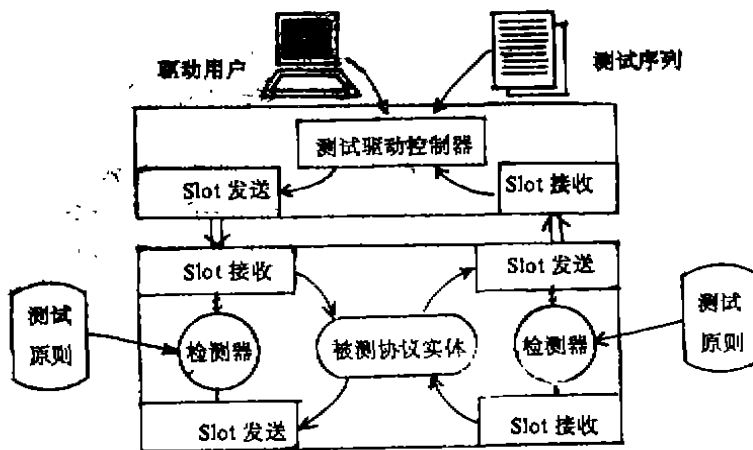 驱动用户
测试序列
测试驱动控制器
Slot 发送
Slot 接收
Slot 接收
Slot 发送
测试
原则
检测器
被测协议实体
检测器
测试
原则
Slot 发送
Slot 接收